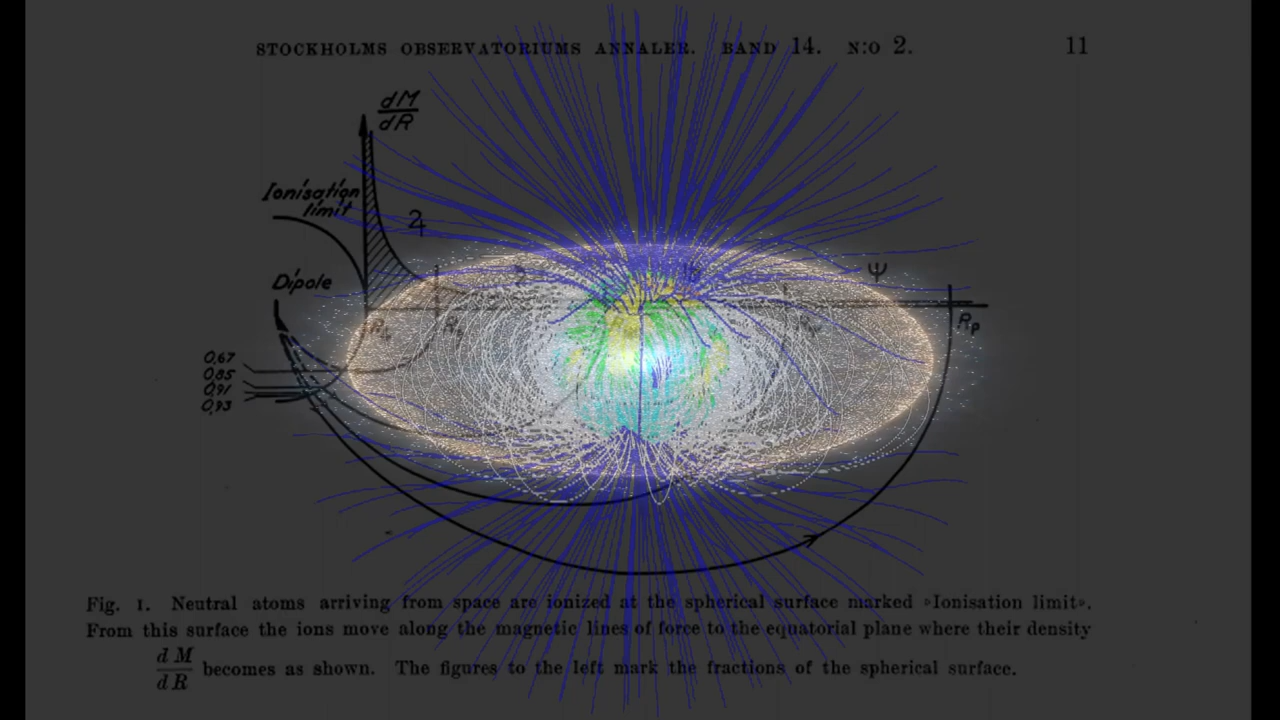 STOCKHOLMS OBSERVATORIUMS ANNALER. BAND 14. N:O 2. 11
dM
dR
Ionisation
limit
♃
Ψ
Dipole
R_p
0,67
0,85
0,91
0,93
Fig. 1. Neutral atoms arriving from space are ionized at the spherical surface marked »Ionisation limit».
From this surface the ions move along the magnetic lines of force to the equatorial plane where their density
d M
d R becomes as shown. The figures to the left mark the fractions of the spherical surface.